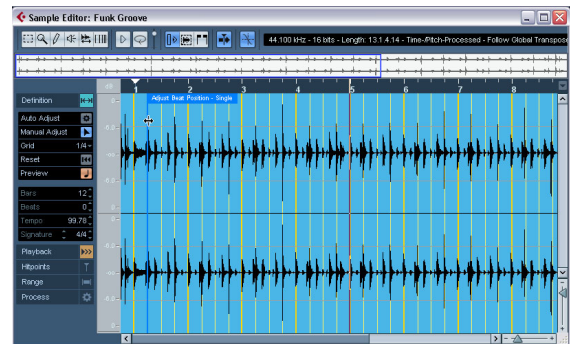 Sample Editor: Funk Groove
44.100 kHz - 16 bits - Length: 13.1.4.14 - Time-/Pitch-Processed - Follow Global Transpos
dB 1 2 3 4 5 6 7 8
Adjust Beat Position - Single
Definition
Auto Adjust
Manual Adjust
Grid 1/4
Reset
Preview
Bars 12
Beats 0
Tempo 99.78
Signature 4/4
Playback
Hitpoints
Range
Process